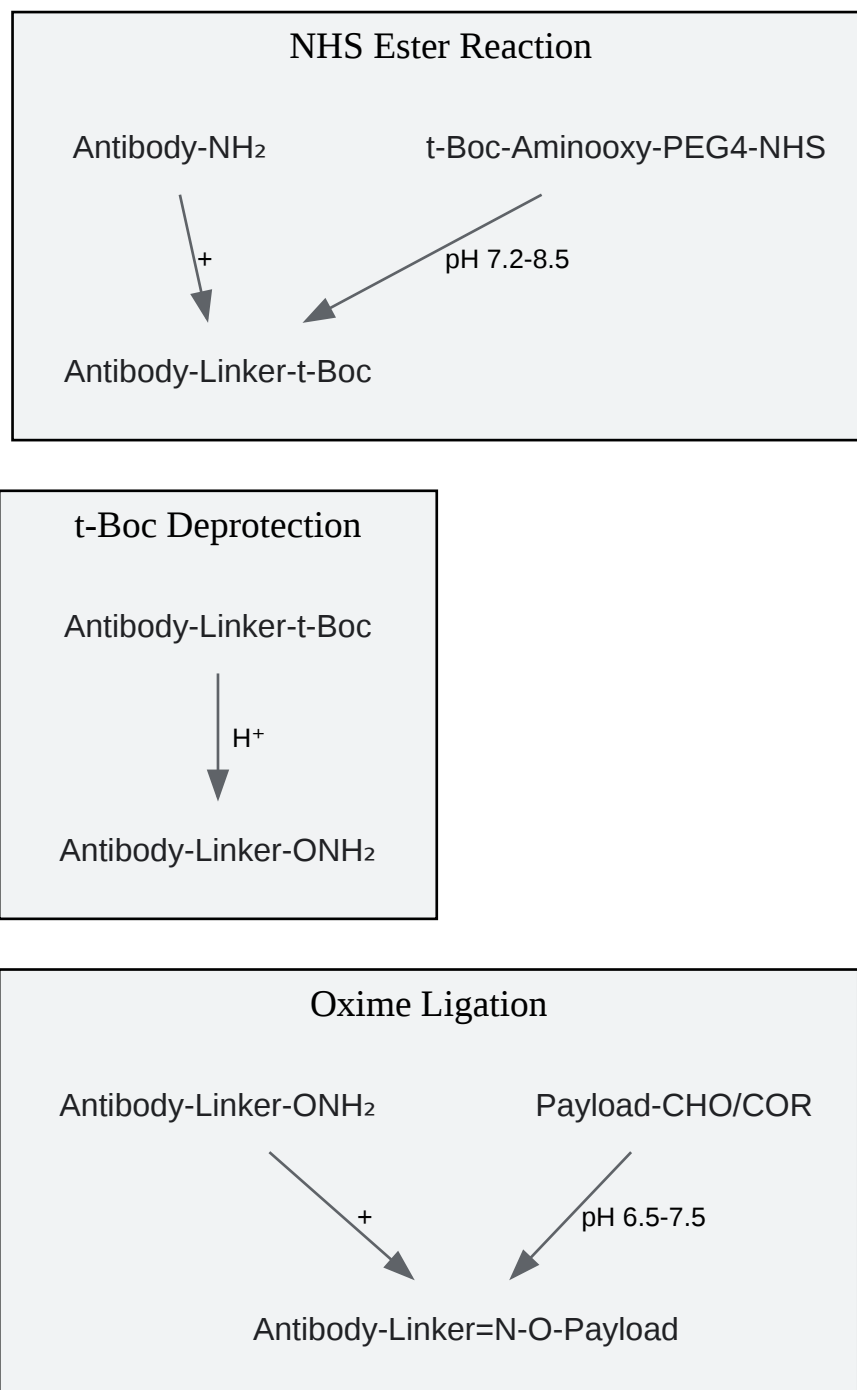 NHS Ester Reaction
Antibody-NH₂
t-Boc-Aminooxy-PEG4-NHS
+
pH 7.2-8.5
Antibody-Linker-t-Boc
t-Boc Deprotection
Antibody-Linker-t-Boc
H⁺
Antibody-Linker-ONH₂
Oxime Ligation
Antibody-Linker-ONH₂
Payload-CHO/COR
+
pH 6.5-7.5
Antibody-Linker=N-O-Payload